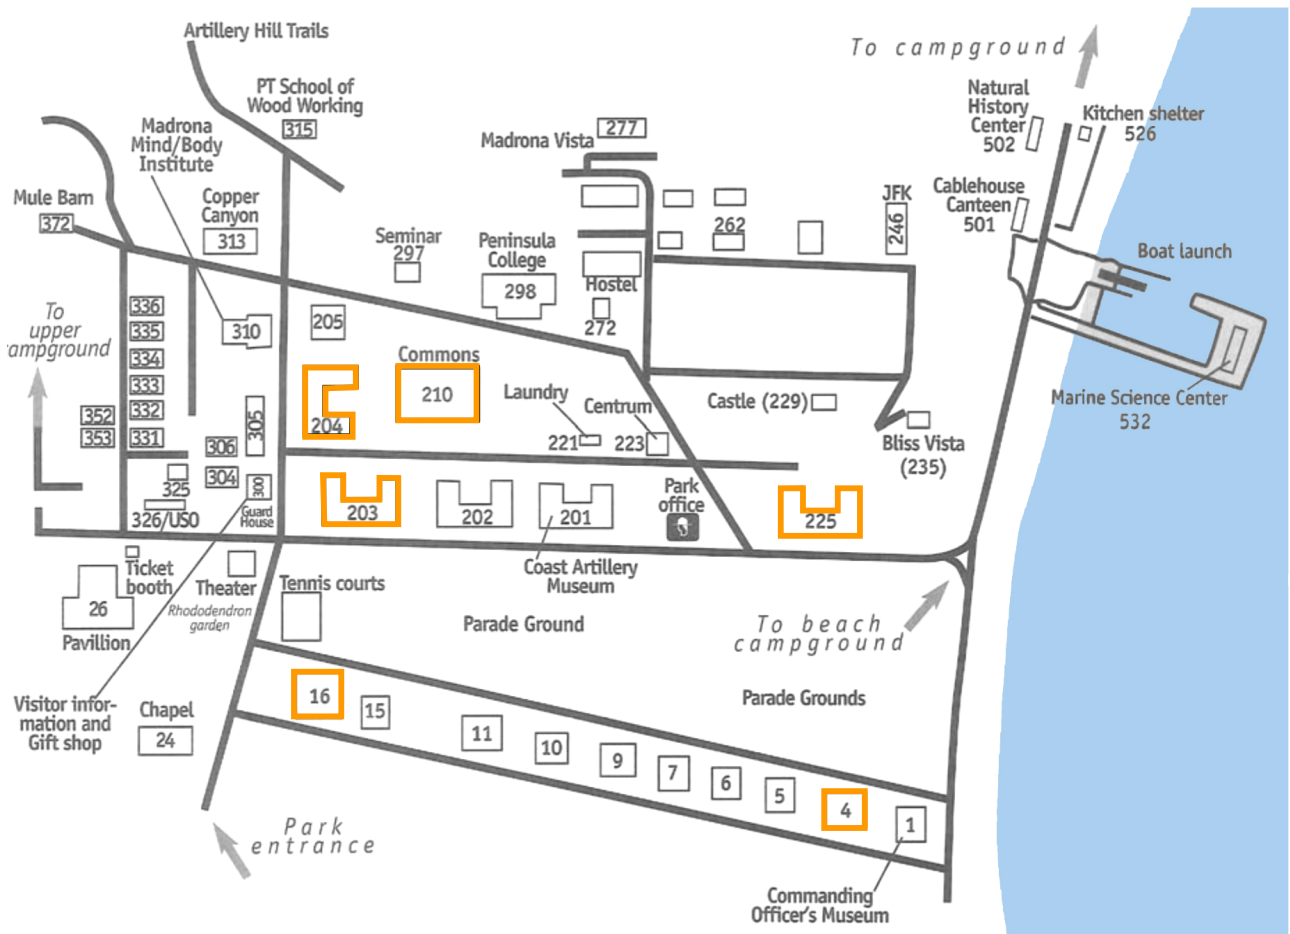 Artillery Hill Trails
To campground
PT School of
Wood Working
315
Natural
History
Center
502
Kitchen shelter
526
Madrona
Mind/Body
Institute
Madrona Vista
277
Mule Barn
372
Copper
Canyon
313
Cablehouse
Canteen
501
JFK
246
262
Seminar
297
Peninsula
College
298
Hostel
272
Boat launch
To
upper
ampground
336
335
334
333
332
331
310
205
Commons
210
204
Laundry
221
Centrum
223
Castle (229)
Bliss Vista
(235)
Marine Science Center
532
352
353
305
306
304
325
326/USO
300
Guard
House
203
202
201
Park
office
225
Coast Artillery
Museum
Ticket
booth
Theater
Rhododendron
garden
Tennis courts
26
Pavillion
Parade Ground
To beach
campground
Parade Grounds
Visitor infor-
mation and
Gift shop
Chapel
24
16
15
11
10
9
7
6
5
4
1
Park
entrance
Commanding
Officer's Museum